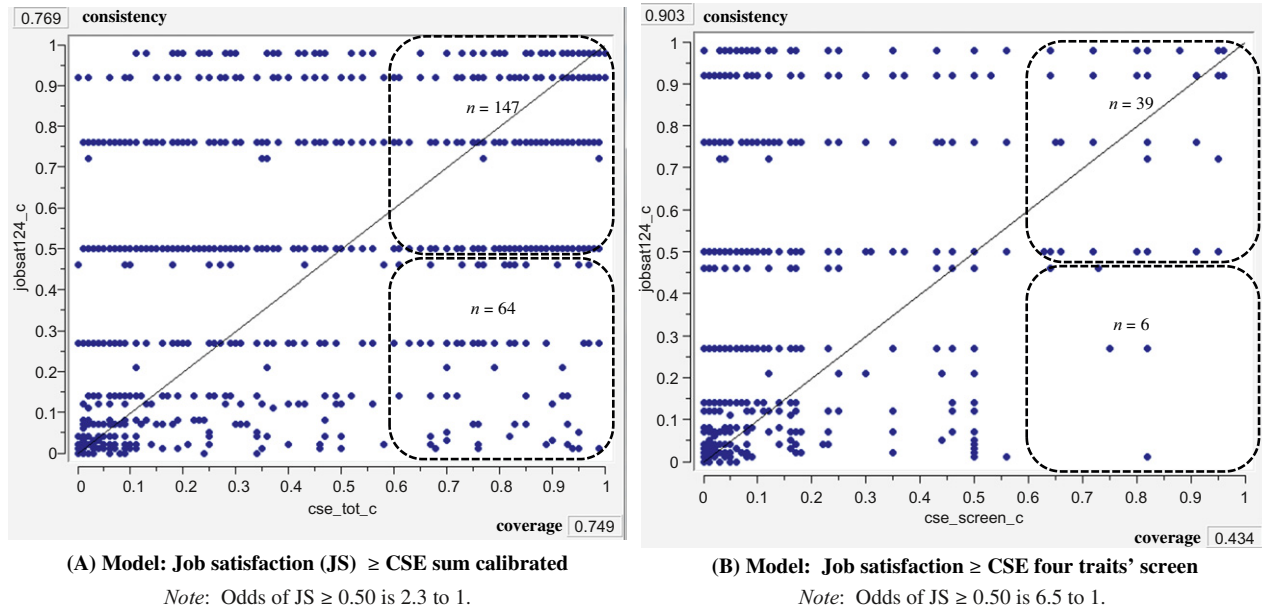 0.769 consistency
1
0.9
0.8
0.7
0.6
0.5
0.4
0.3
0.2
0.1
0
jobsat124_c
n = 147
n = 64
0 0.1 0.2 0.3 0.4 0.5 0.6 0.7 0.8 0.9 1
cse_tot_c
coverage 0.749
(A) Model: Job satisfaction (JS) ≥ CSE sum calibrated
Note: Odds of JS ≥ 0.50 is 2.3 to 1.
0.903 consistency
1
0.9
0.8
0.7
0.6
0.5
0.4
0.3
0.2
0.1
0
jobsat124_c
n = 39
n = 6
0 0.1 0.2 0.3 0.4 0.5 0.6 0.7 0.8 0.9 1
cse_screen_c
coverage 0.434
(B) Model: Job satisfaction ≥ CSE four traits’ screen
Note: Odds of JS ≥ 0.50 is 6.5 to 1.